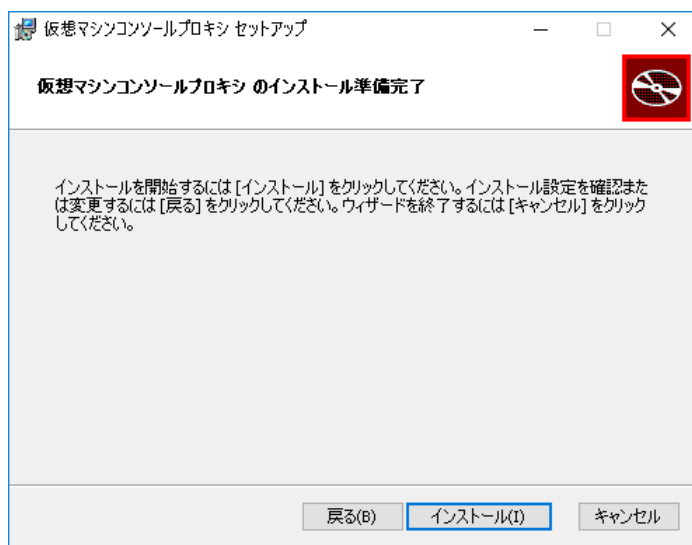 仮想マシンコンソールプロキシ セットアップ
仮想マシンコンソールプロキシ のインストール準備完了
インストールを開始するには [インストール] をクリックしてください。インストール設定を確認また
は変更するには [戻る] をクリックしてください。ウィザードを終了するには [キャンセル] をクリック
してください。
戻る(B)
インストール(I)
キャンセル